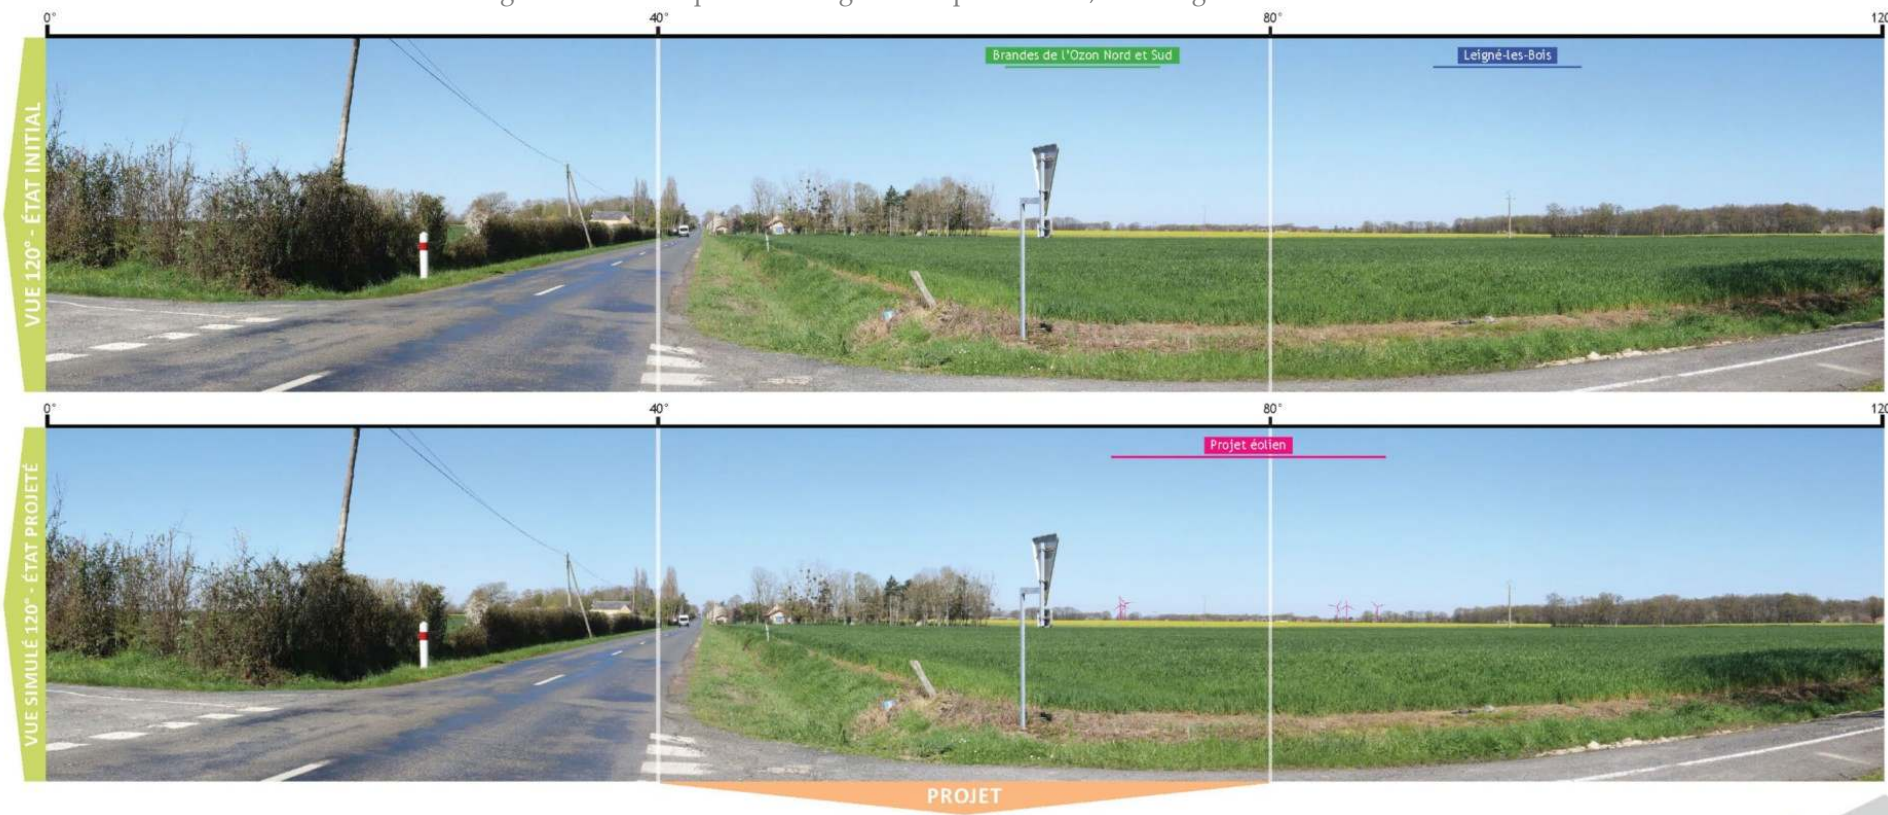 0° 40° 80° 120
Brandes de l'Ozon Nord et Sud Leigné-les-Bois
VUE 120° - ÉTAT INITIAL
0° 40° 80° 120
Projet éolien
VUE SIMULÉ 120° - ÉTAT PROJETÉ
PROJET